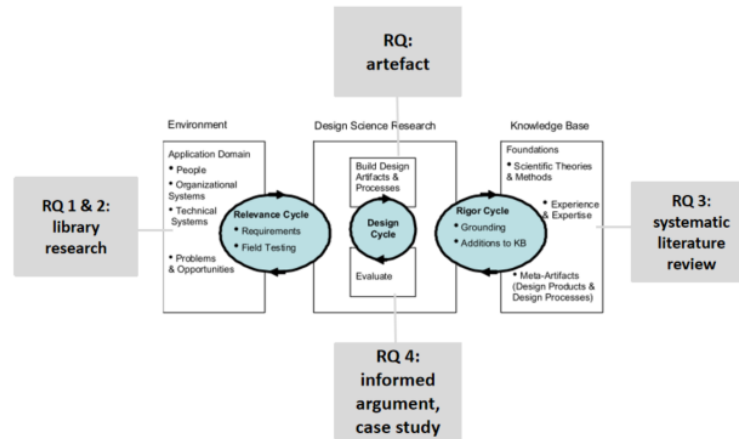 RQ:
artefact
Environment
Design Science Research
Knowledge Base
Application Domain
• People
• Organizational
Systems
• Technical
Systems
• Problems
& Opportunities
RQ 1 & 2:
library
research
Relevance Cycle
• Requirements
• Field Testing
Build Design
Artifacts &
Processes
Design
Cycle
Evaluate
Rigor Cycle
• Grounding
• Additions to KB
Foundations
• Scientific Theories
& Methods
• Experience
& Expertise
• Meta-Artifacts
(Design Products &
Design Processes)
RQ 3:
systematic
literature
review
RQ 4:
informed
argument,
case study